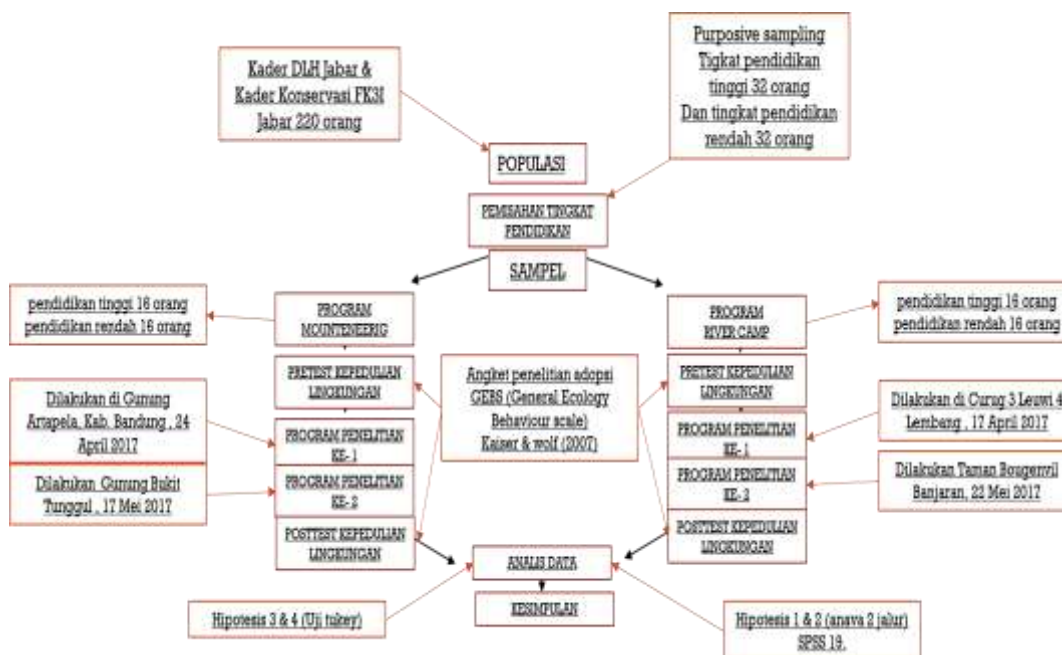 Kader DLH Jabar &
Kader Konservasi FK3I
Jabar 220 orang
Purposive sampling
Tigkat pendidikan
tinggi 32 orang
Dan tingkat pendidikan
rendah 32 orang
POPULASI
PEMISAHAN TINGKAT
PENDIDIKAN
SAMPEL
pendidikan tinggi 16 orang
pendidikan rendah 16 orang
PROGRAM
MOUNTENEERIG
PROGRAM
RIVER CAMP
pendidikan tinggi 16 orang
pendidikan rendah 16 orang
PRETEST KEPEDULIAN
LINGKUNGAN
Angket penelitian adopsi
GEBS (General Ecology
Behaviour scale)
Kaiser & wolf (2007)
PRETEST KEPEDULIAN
LINGKUNGAN
Dilakukan di Gunung
Artapela, Kab. Bandung , 24
April 2017
PROGRAM PENELITIAN
KE- 1
PROGRAM PENELITIAN
KE- 1
Dilakukan di Curug 3 Leuwi 4
Lembang , 17 April 2017
Dilakukan Gunung Bukit
Tunggul , 17 Mei 2017
PROGRAM PENELITIAN
KE- 2
PROGRAM PENELITIAN
KE- 2
Dilakukan Taman Bougenvil
Banjaran, 22 Mei 2017
POSTTEST KEPEDULIAN
LINGKUNGAN
POSTTEST KEPEDULIAN
LINGKUNGAN
ANALIS DATA
KESIMPULAN
Hipotesis 3 & 4 (Uji tukey)
Hipotesis 1 & 2 (anava 2 jalur)
SPSS 19.